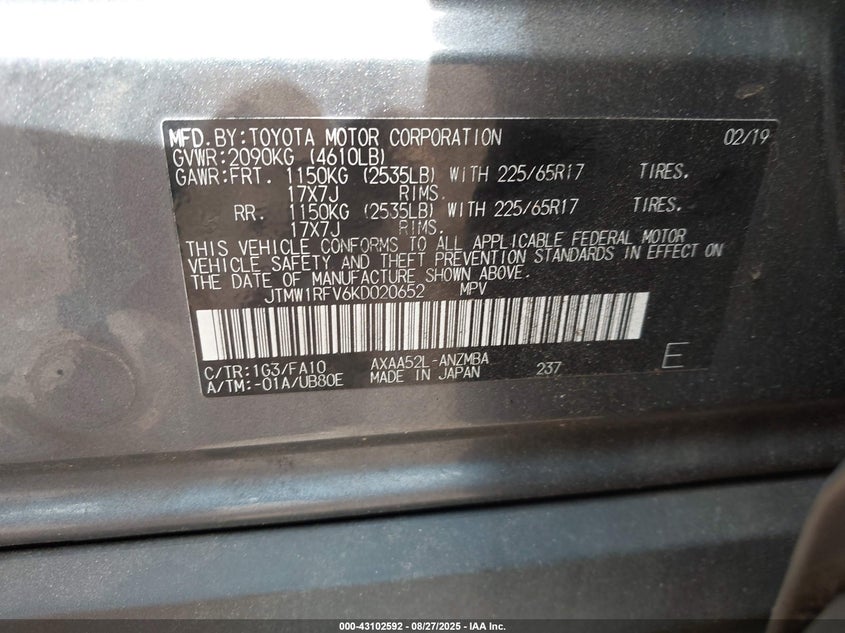 MFD.BY:TOYOTA MOTOR CORPORATION 02/19
GVWR:2090KG (4610LB)
GAWR:FRT. 1150KG (2535LB) WITH 225/65R17 TIRES.
17X7J RIMS.
RR. 1150KG (2535LB) WITH 225/65R17 TIRES.
17X7J RIMS.
THIS VEHICLE CONFORMS TO ALL APPLICABLE FEDERAL MOTOR
VEHICLE SAFETY AND THEFT PREVENTION STANDARDS IN EFFECT ON
THE DATE OF MANUFACTURE SHOWN ABOVE.
JTMW1RFV6KD020652 MPV
C/TR:1G3/FA10 AXAA52L-ANZMBA 237 E
A/TM:-01A/UB80E MADE IN JAPAN
000-43102592 - 08/27/2025 - IAA Inc.